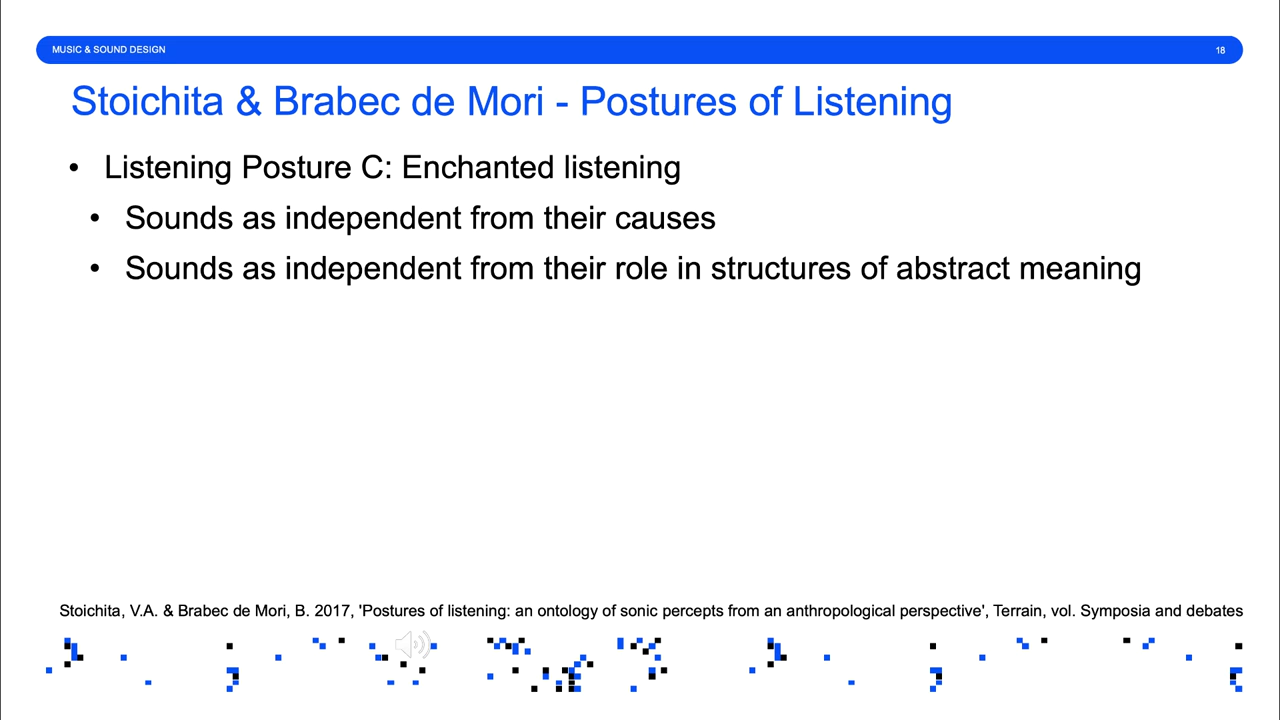 MUSIC & SOUND DESIGN 18
Stoichita & Brabec de Mori - Postures of Listening
• Listening Posture C: Enchanted listening
• Sounds as independent from their causes
• Sounds as independent from their role in structures of abstract meaning
Stoichita, V.A. & Brabec de Mori, B. 2017, 'Postures of listening: an ontology of sonic percepts from an anthropological perspective', Terrain, vol. Symposia and debates